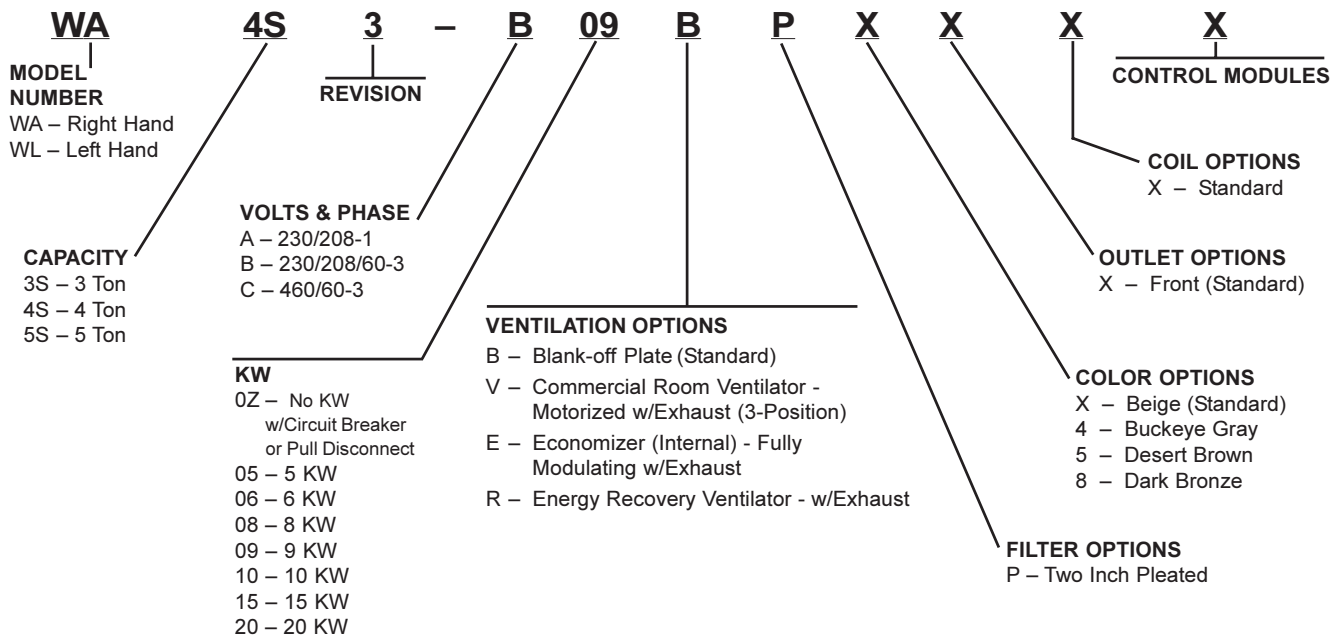 WA 4S 3 – B 09 B P X X X X
MODEL
NUMBER
WA – Right Hand
WL – Left Hand
REVISION
CONTROL MODULES
COIL OPTIONS
X – Standard
VOLTS & PHASE
A – 230/208-1
B – 230/208/60-3
C – 460/60-3
CAPACITY
3S – 3 Ton
4S – 4 Ton
5S – 5 Ton
OUTLET OPTIONS
X – Front (Standard)
VENTILATION OPTIONS
B – Blank-off Plate (Standard)
V – Commercial Room Ventilator -
Motorized w/Exhaust (3-Position)
E – Economizer (Internal) - Fully
Modulating w/Exhaust
R – Energy Recovery Ventilator - w/Exhaust
KW
0Z – No KW
w/Circuit Breaker
or Pull Disconnect
05 – 5 KW
06 – 6 KW
08 – 8 KW
09 – 9 KW
10 – 10 KW
15 – 15 KW
20 – 20 KW
COLOR OPTIONS
X – Beige (Standard)
4 – Buckeye Gray
5 – Desert Brown
8 – Dark Bronze
FILTER OPTIONS
P – Two Inch Pleated